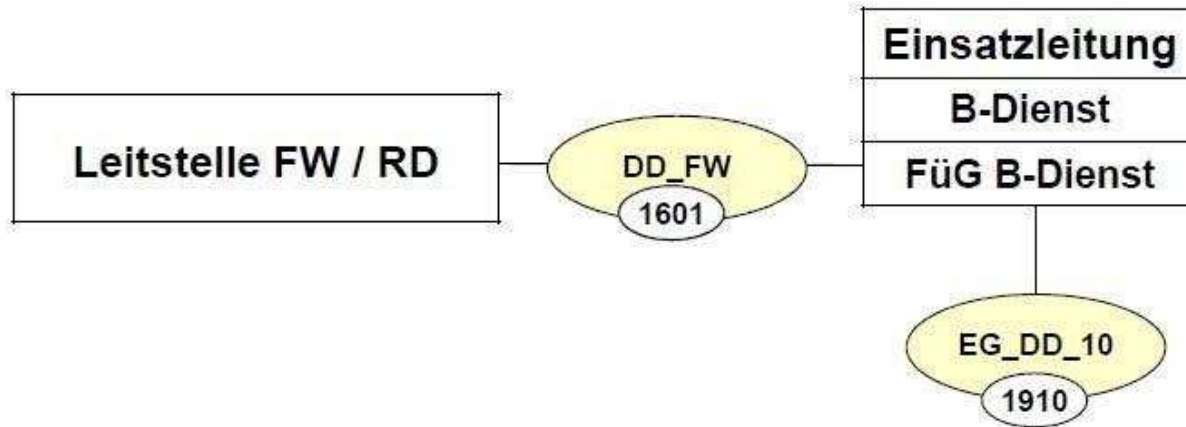 Leitstelle FW / RD
DD_FW
1601
Einsatzleitung
B-Dienst
FüG B-Dienst
EG_DD_10
1910